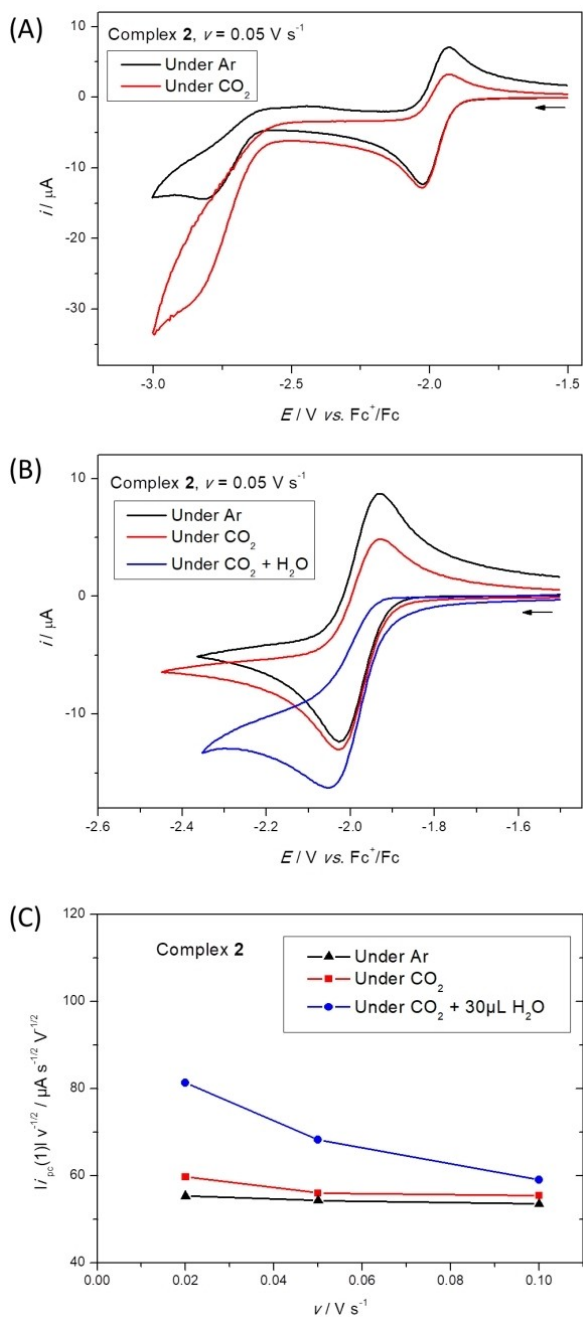 (A)
Complex 2, ν = 0.05 V s⁻¹
Under Ar
Under CO₂
10
0
-10
-20
-30
i / μA
-3.0 -2.5 -2.0 -1.5
E / V vs. Fc⁺/Fc
(B)
Complex 2, ν = 0.05 V s⁻¹
Under Ar
Under CO₂
Under CO₂ + H₂O
10
0
-10
i / μA
-2.6 -2.4 -2.2 -2.0 -1.8 -1.6
E / V vs. Fc⁺/Fc
(C)
Complex 2
Under Ar
Under CO₂
Under CO₂ + 30μL H₂O
120
100
80
60
40
|i_pc(1)| v⁻¹/² / μA s⁻¹/² V⁻¹/²
0.00 0.02 0.04 0.06 0.08 0.10
ν / V s⁻¹